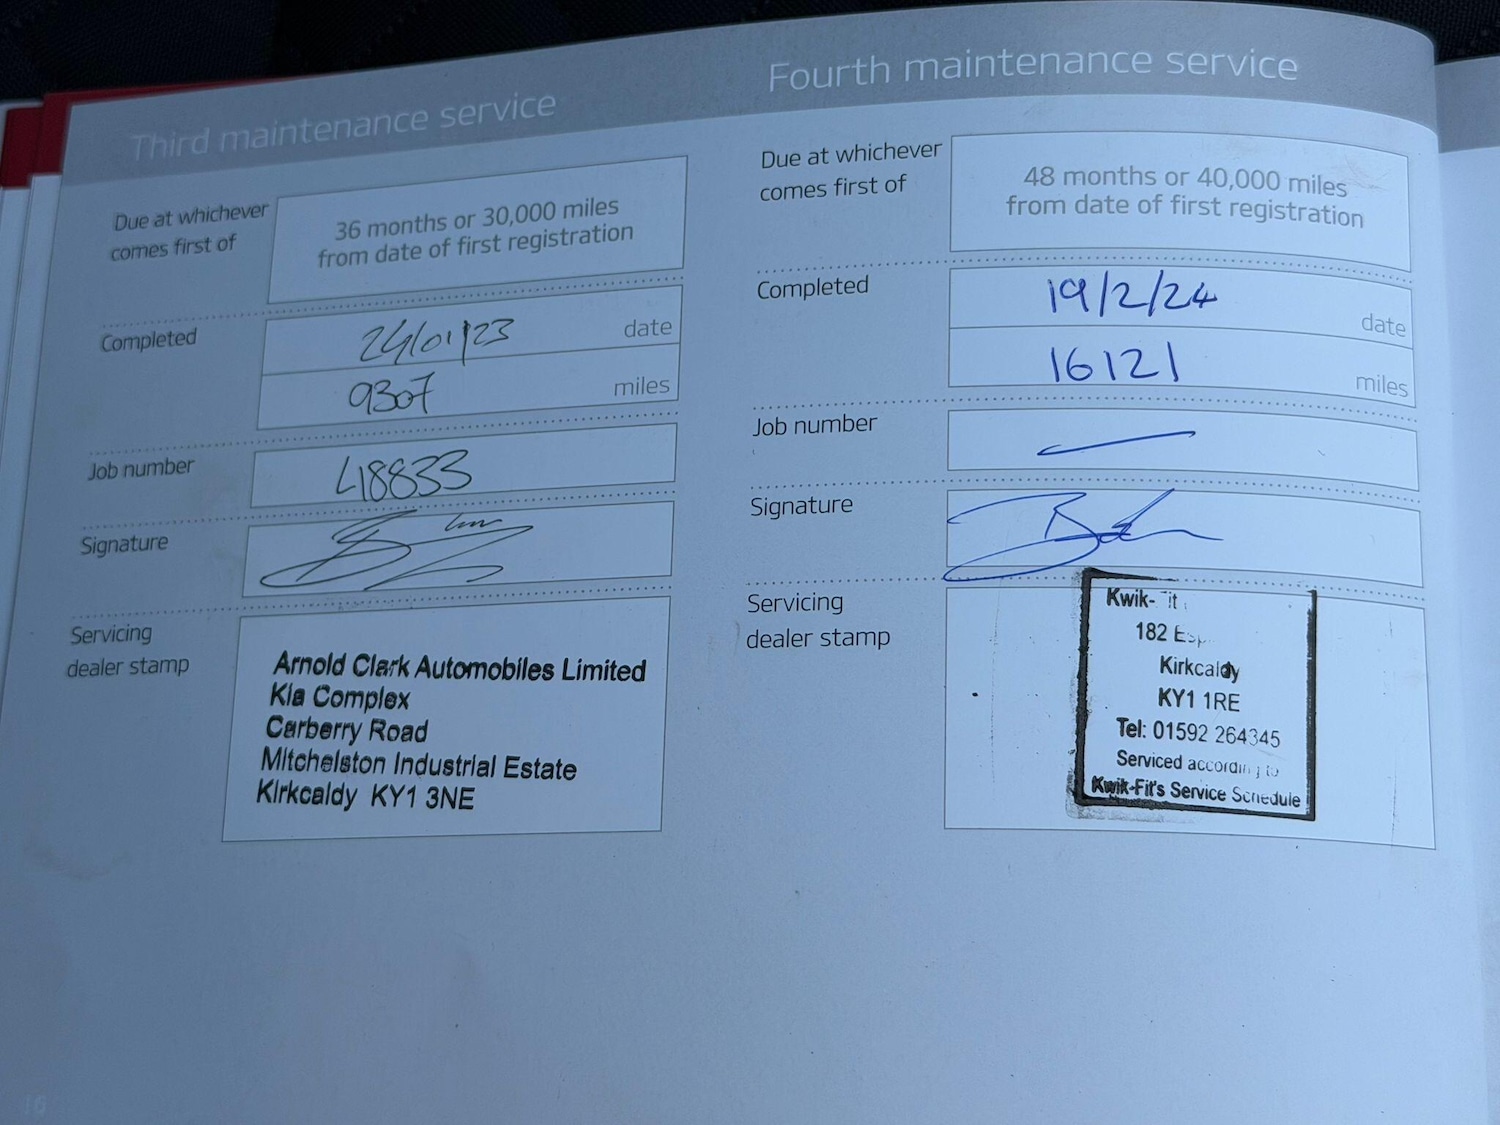 Third maintenance service
Due at whichever
comes first of
36 months or 30,000 miles
from date of first registration
Completed
24/01/23
date
9307
miles
Job number
418833
Signature
Servicing
dealer stamp
Arnold Clark Automobiles Limited
Kia Complex
Carberry Road
Mitchelston Industrial Estate
Kirkcaldy KY1 3NE
Fourth maintenance service
Due at whichever
comes first of
48 months or 40,000 miles
from date of first registration
Completed
19/2/24
date
16121
miles
Job number
Signature
Servicing
dealer stamp
Kwik- it
182
Kirkcaldy
KY1 1RE
Tel: 01592 264345
Serviced according to
Kwik-Fit's Service Schedule
16